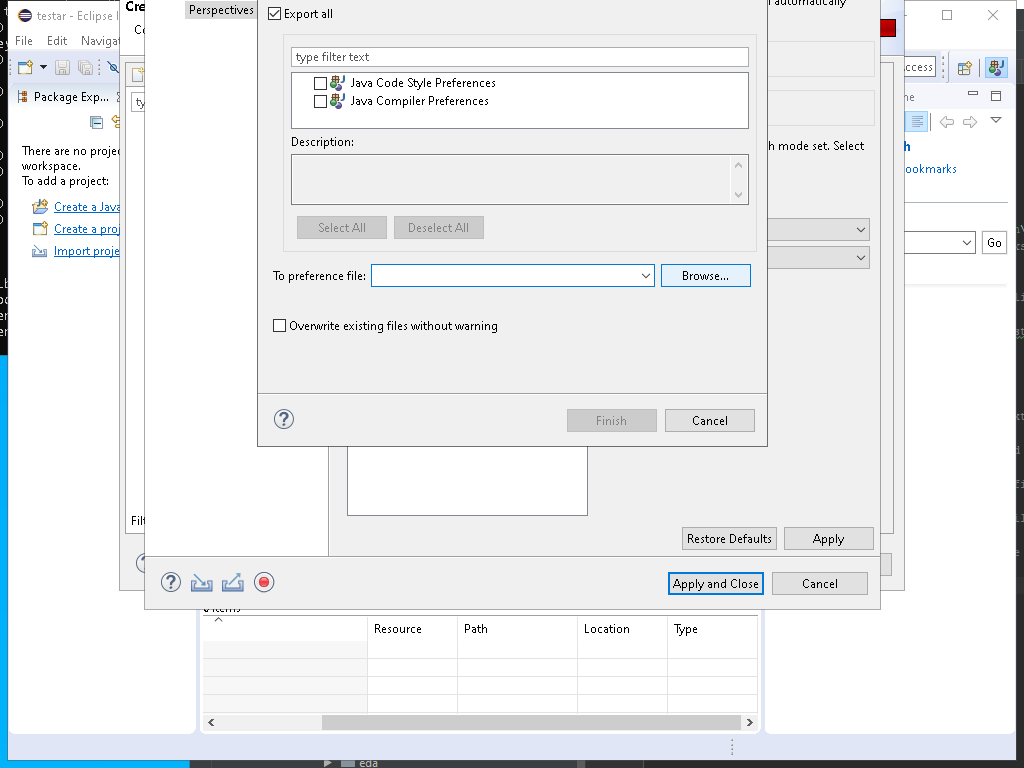 testar - Eclipse I
File Edit Navigat
Package Exp...
There are no projec
workspace.
To add a project:
Create a Java
Create a proj
Import proje
Cre
Perspectives
Export all
type filter text
Java Code Style Preferences
Java Compiler Preferences
Description:
Select All
Deselect All
To preference file:
Browse...
Overwrite existing files without warning
Finish
Cancel
automatically
h mode set. Select
ccess
ookmarks
Go
Restore Defaults
Apply
Apply and Close
Cancel
Filt
Resource
Path
Location
Type
eda